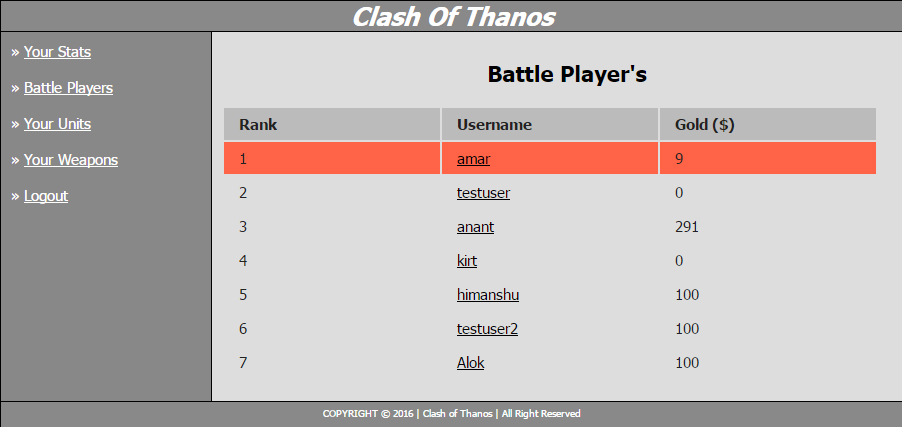 Clash Of Thanos
» Your Stats
» Battle Players
» Your Units
» Your Weapons
» Logout
Battle Player's
Rank Username Gold ($)
1 amar 9
2 testuser 0
3 anant 291
4 kirt 0
5 himanshu 100
6 testuser2 100
7 Alok 100
COPYRIGHT © 2016 | Clash of Thanos | All Right Reserved